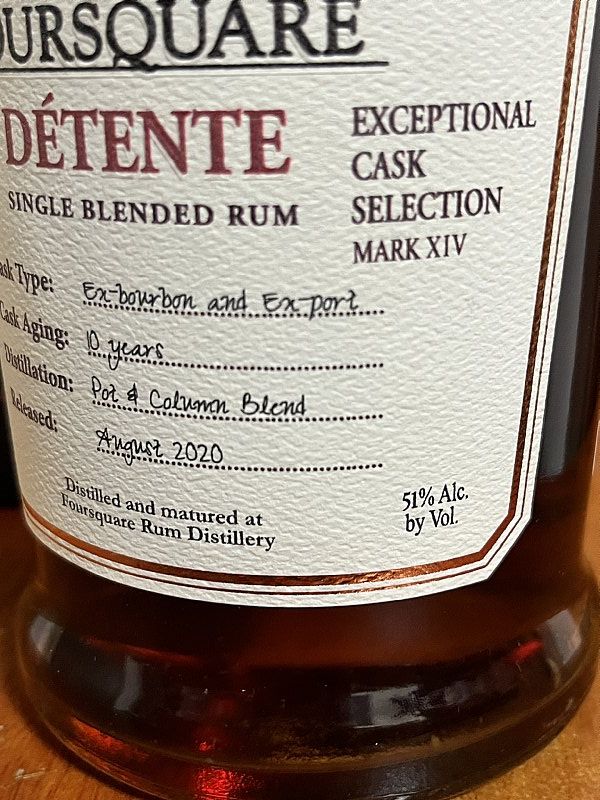 OURSQUARE
DÉTENTE
SINGLE BLENDED RUM
EXCEPTIONAL
CASK
SELECTION
MARK XIV
ask Type: Ex-bourbon and Ex-port
Cask Aging: 10 years
Distillation: Pot & Column Blend
Released: August 2020
Distilled and matured at
Foursquare Rum Distillery
51% Alc.
by Vol.